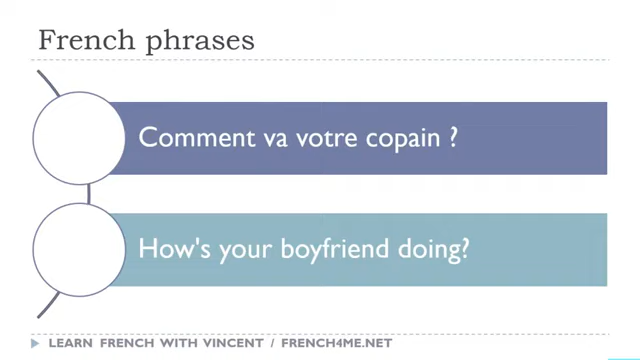 French phrases
Comment va votre copain ?
How's your boyfriend doing?
LEARN FRENCH WITH VINCENT / FRENCH4ME.NET